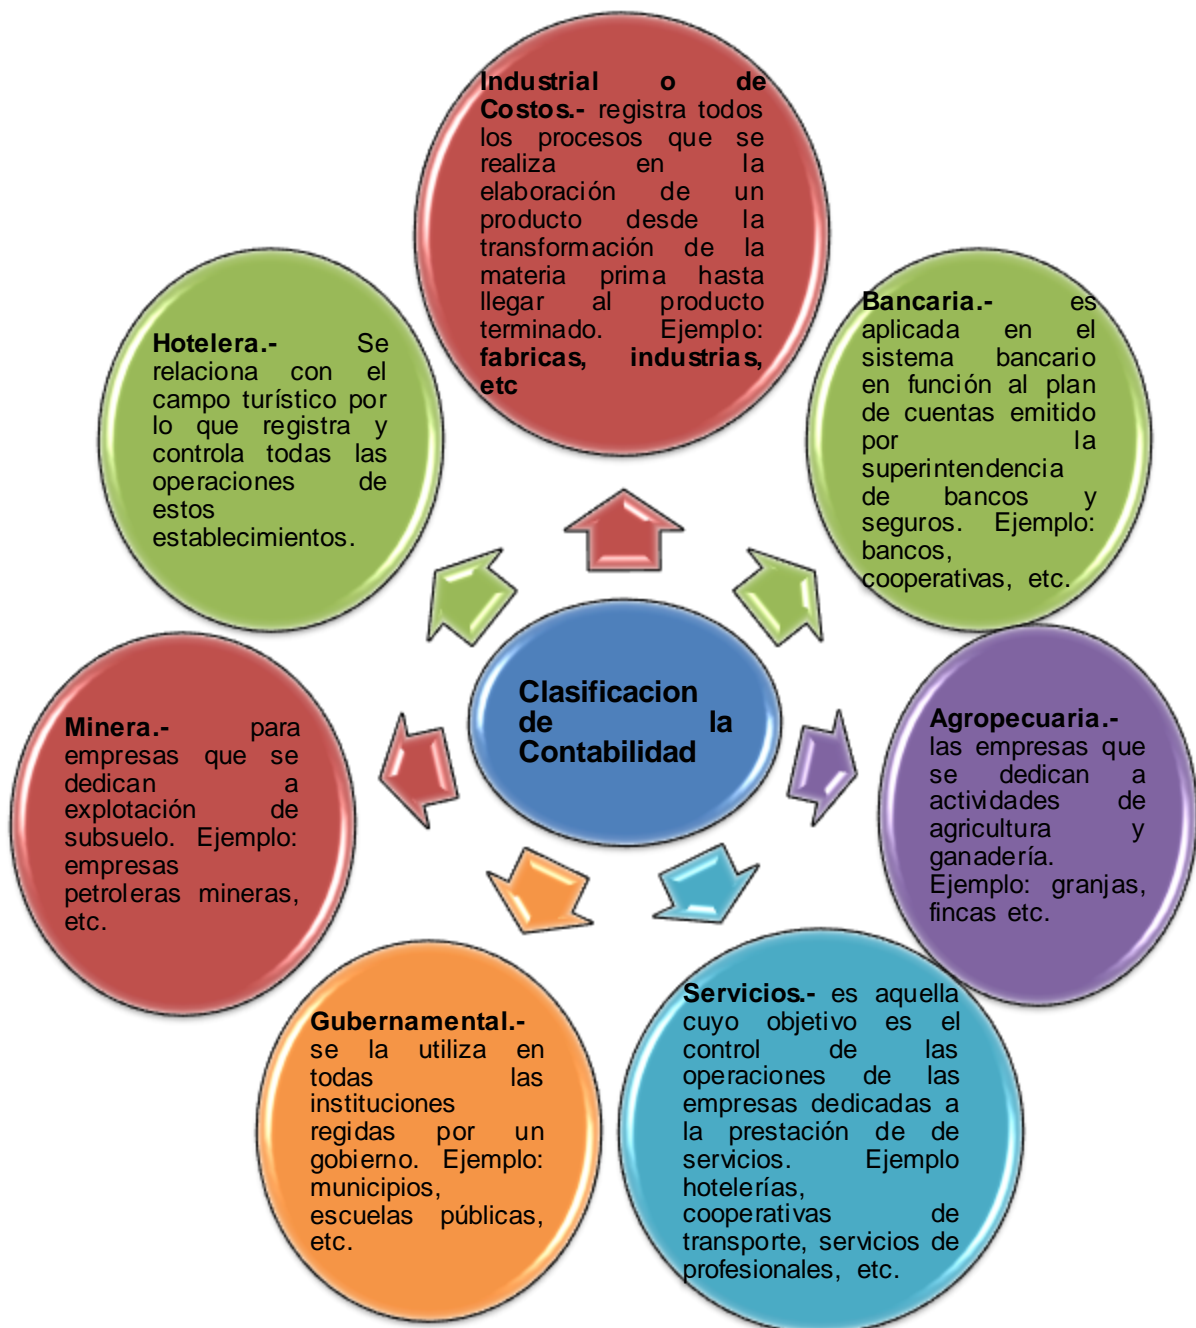 Industrial o de
Costos.- registra todos
los procesos que se
realiza en la
elaboración de un
producto desde la
transformación de la
materia prima hasta
llegar al producto
terminado. Ejemplo:
fabricas, industrias,
etc
Bancaria.- es
aplicada en el
sistema bancario
en función al plan
de cuentas emitido
por la
superintendencia
de bancos y
seguros. Ejemplo:
bancos,
cooperativas, etc.
Agropecuaria.-
las empresas que
se dedican a
actividades de
agricultura y
ganadería.
Ejemplo: granjas,
fincas etc.
Servicios.- es aquella
cuyo objetivo es el
control de las
operaciones de las
empresas dedicadas a
la prestación de de
servicios. Ejemplo
hotelerías,
cooperativas de
transporte, servicios de
profesionales, etc.
Gubernamental.-
se la utiliza en
todas las
instituciones
regidas por un
gobierno. Ejemplo:
municipios,
escuelas públicas,
etc.
Minera.- para
empresas que se
dedican a
explotación de
subsuelo. Ejemplo:
empresas
petroleras mineras,
etc.
Hotelera.- Se
relaciona con el
campo turístico por
lo que registra y
controla todas las
operaciones de
estos
establecimientos.
Clasificacion
de la
Contabilidad